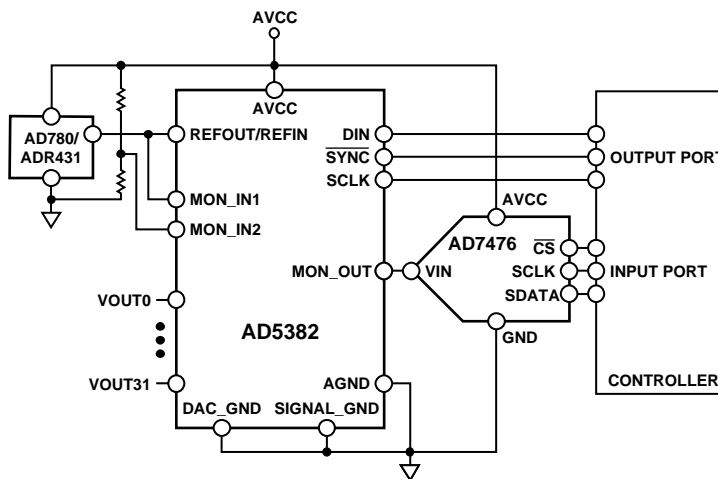 AVCC
AVCC
AD780/
ADR431
REFOUT/REFIN
DIN
SYNC
SCLK
OUTPUT PORT
MON_IN1
MON_IN2
AVCC
AD7476
CS
MON_OUT
VIN
SCLK
INPUT PORT
SDATA
VOUT0
AD5382
GND
VOUT31
AGND
CONTROLLER
DAC_GND
SIGNAL_GND